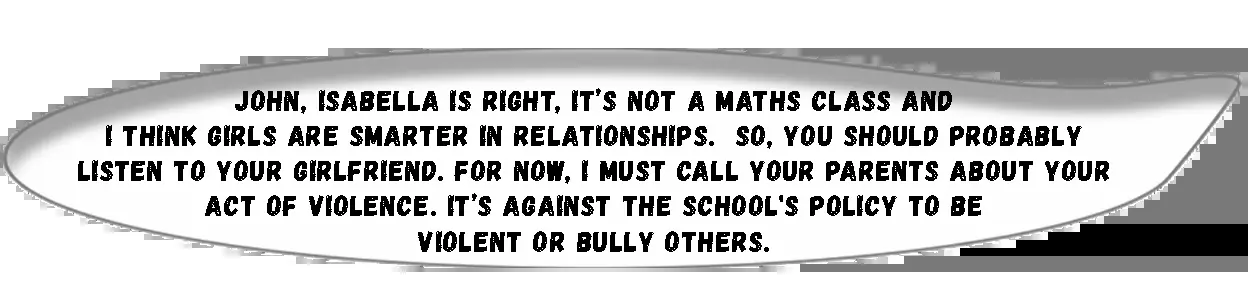 JOHN, ISABELLA IS RIGHT, IT'S NOT A MATHS CLASS AND
I THINK GIRLS ARE SMARTER IN RELATIONSHIPS. SO, YOU SHOULD PROBABLY
LISTEN TO YOUR GIRLFRIEND. FOR NOW, I MUST CALL YOUR PARENTS ABOUT YOUR
ACT OF VIOLENCE. IT'S AGAINST THE SCHOOL'S POLICY TO BE
VIOLENT OR BULLY OTHERS.